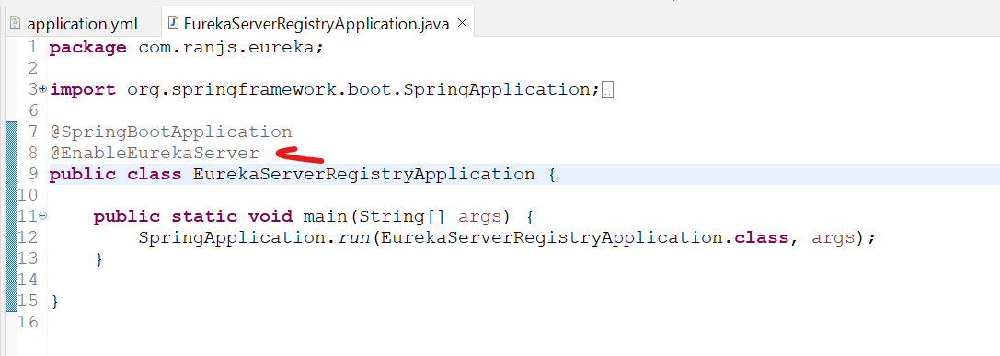 application.yml EurekaServerRegistryApplication.java
1 package com.ranjs.eureka;
2
3 import org.springframework.boot.SpringApplication;
6
7 @SpringBootApplication
8 @EnableEurekaServer
9 public class EurekaServerRegistryApplication {
10
11 public static void main(String[] args) {
12 SpringApplication.run(EurekaServerRegistryApplication.class, args);
13 }
14
15 }
16